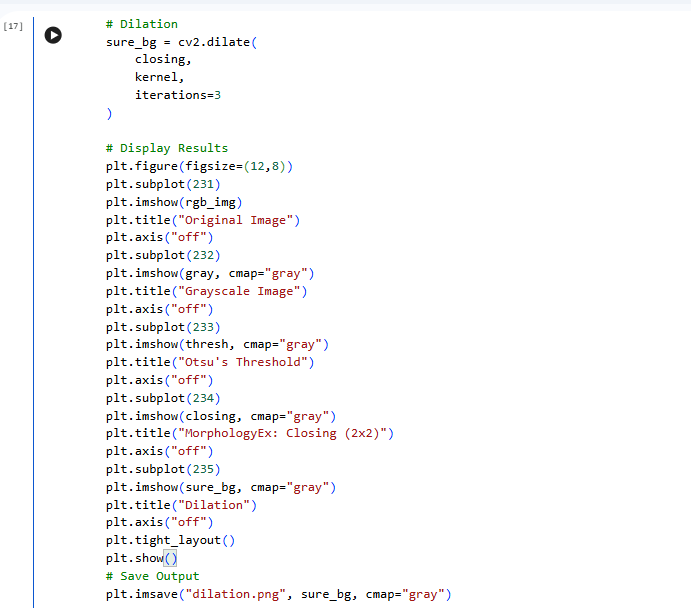 [17]
# Dilation
sure_bg = cv2.dilate(
    closing,
    kernel,
    iterations=3
)

# Display Results
plt.figure(figsize=(12,8))
plt.subplot(231)
plt.imshow(rgb_img)
plt.title("Original Image")
plt.axis("off")
plt.subplot(232)
plt.imshow(gray, cmap="gray")
plt.title("Grayscale Image")
plt.axis("off")
plt.subplot(233)
plt.imshow(thresh, cmap="gray")
plt.title("Otsu's Threshold")
plt.axis("off")
plt.subplot(234)
plt.imshow(closing, cmap="gray")
plt.title("MorphologyEx: Closing (2x2)")
plt.axis("off")
plt.subplot(235)
plt.imshow(sure_bg, cmap="gray")
plt.title("Dilation")
plt.axis("off")
plt.tight_layout()
plt.show()
# Save Output
plt.imsave("dilation.png", sure_bg, cmap="gray")